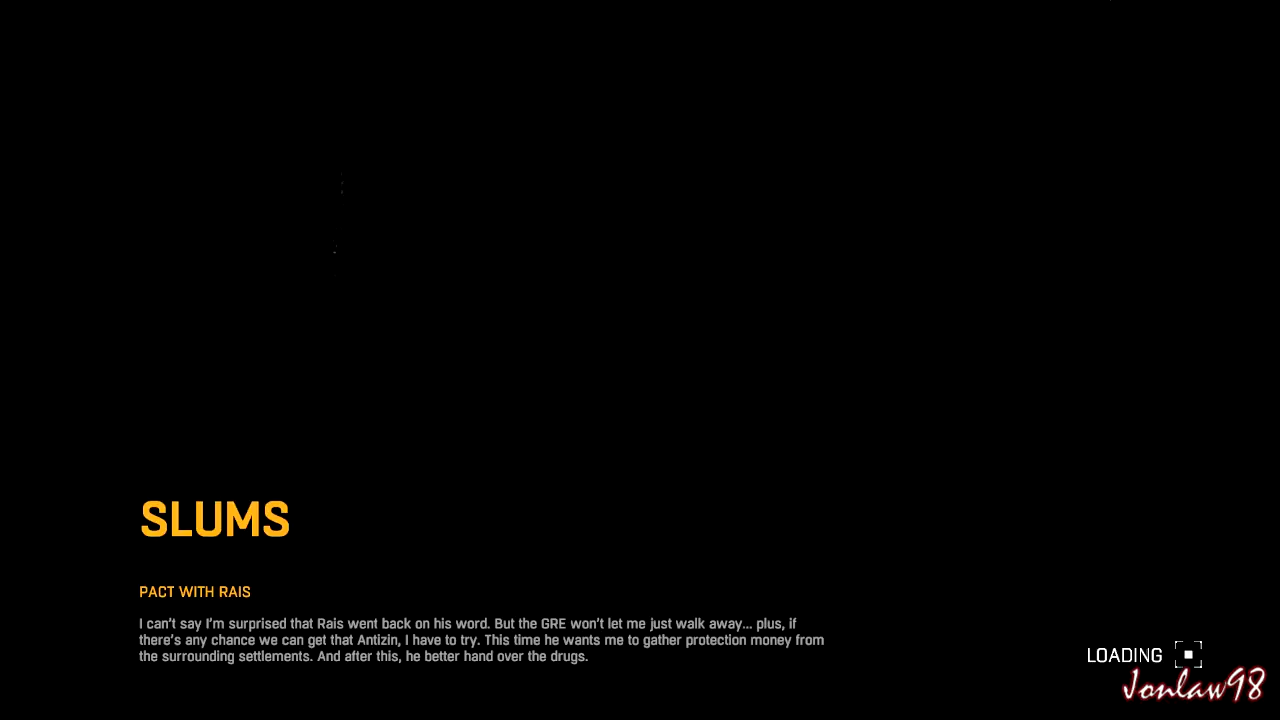 SLUMS
PACT WITH RAIS
I can't say I'm surprised that Rais went back on his word. But the GRE won't let me just walk away... plus, if
there's any chance we can get that Antizin, I have to try. This time he wants me to gather protection money from
the surrounding settlements. And after this, he better hand over the drugs.
LOADING
Jonlaw98